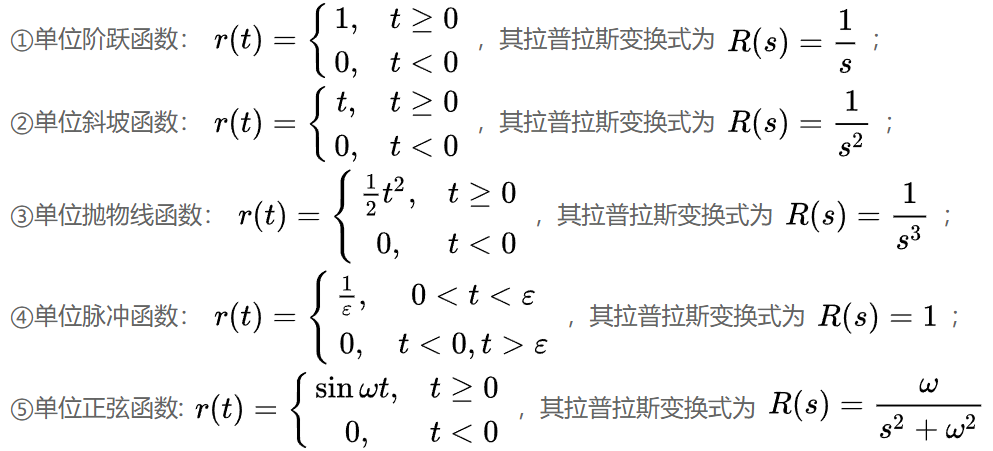 ①单位阶跃函数： $r(t)=\begin{cases}1, & t\geq 0\\ 0, & t<0\end{cases}$ ，其拉普拉斯变换式为 $R(s)=\dfrac{1}{s}$ ；
②单位斜坡函数： $r(t)=\begin{cases}t, & t\geq 0\\ 0, & t<0\end{cases}$ ，其拉普拉斯变换式为 $R(s)=\dfrac{1}{s^2}$ ；
③单位抛物线函数： $r(t)=\begin{cases}\frac{1}{2}t^2, & t\geq 0\\ 0, & t<0\end{cases}$ ，其拉普拉斯变换式为 $R(s)=\dfrac{1}{s^3}$ ；
④单位脉冲函数： $r(t)=\begin{cases}\frac{1}{\varepsilon}, & 0<t<\varepsilon\\ 0, & t<0,t>\varepsilon\end{cases}$ ，其拉普拉斯变换式为 $R(s)=1$ ；
⑤单位正弦函数: $r(t)=\begin{cases}\sin\omega t, & t\geq 0\\ 0, & t<0\end{cases}$ ，其拉普拉斯变换式为 $R(s)=\dfrac{\omega}{s^2+\omega^2}$